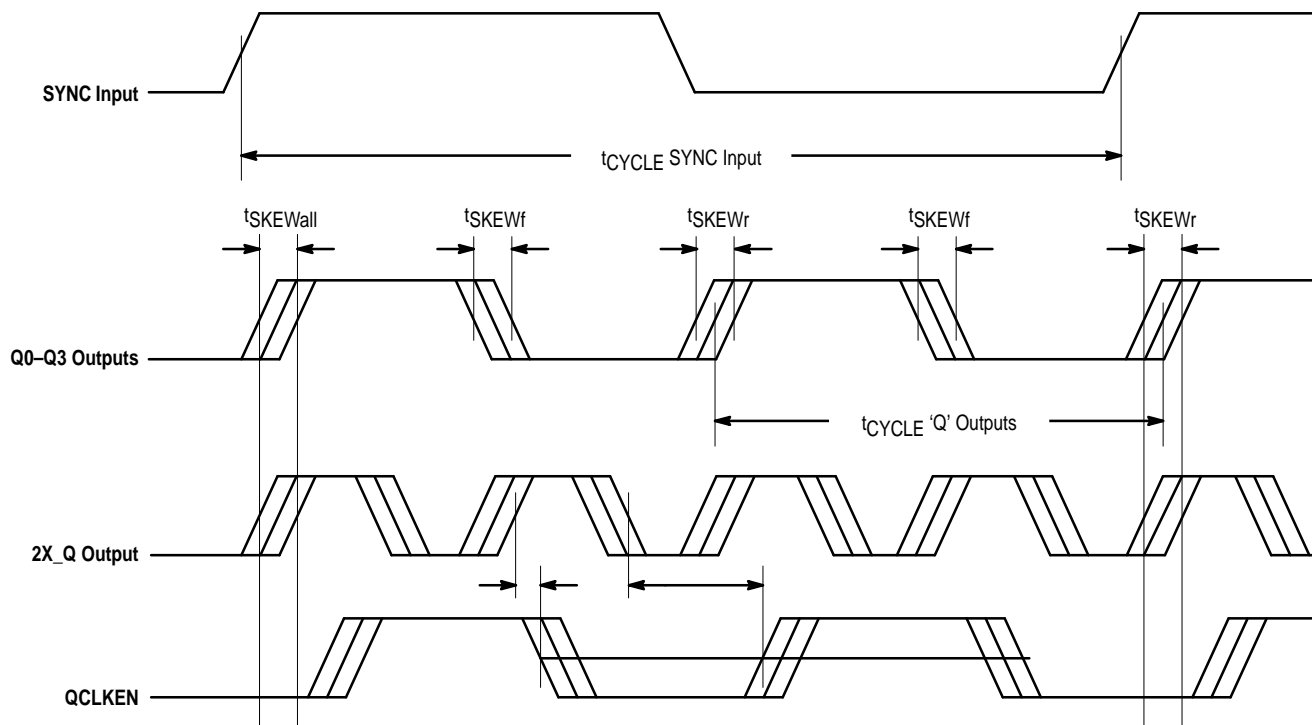 SYNC Input
tCYCLE SYNC Input
tSKEWall tSKEWf tSKEWr tSKEWf tSKEWr
Q0–Q3 Outputs
tCYCLE ‘Q’ Outputs
2X_Q Output
QCLKEN